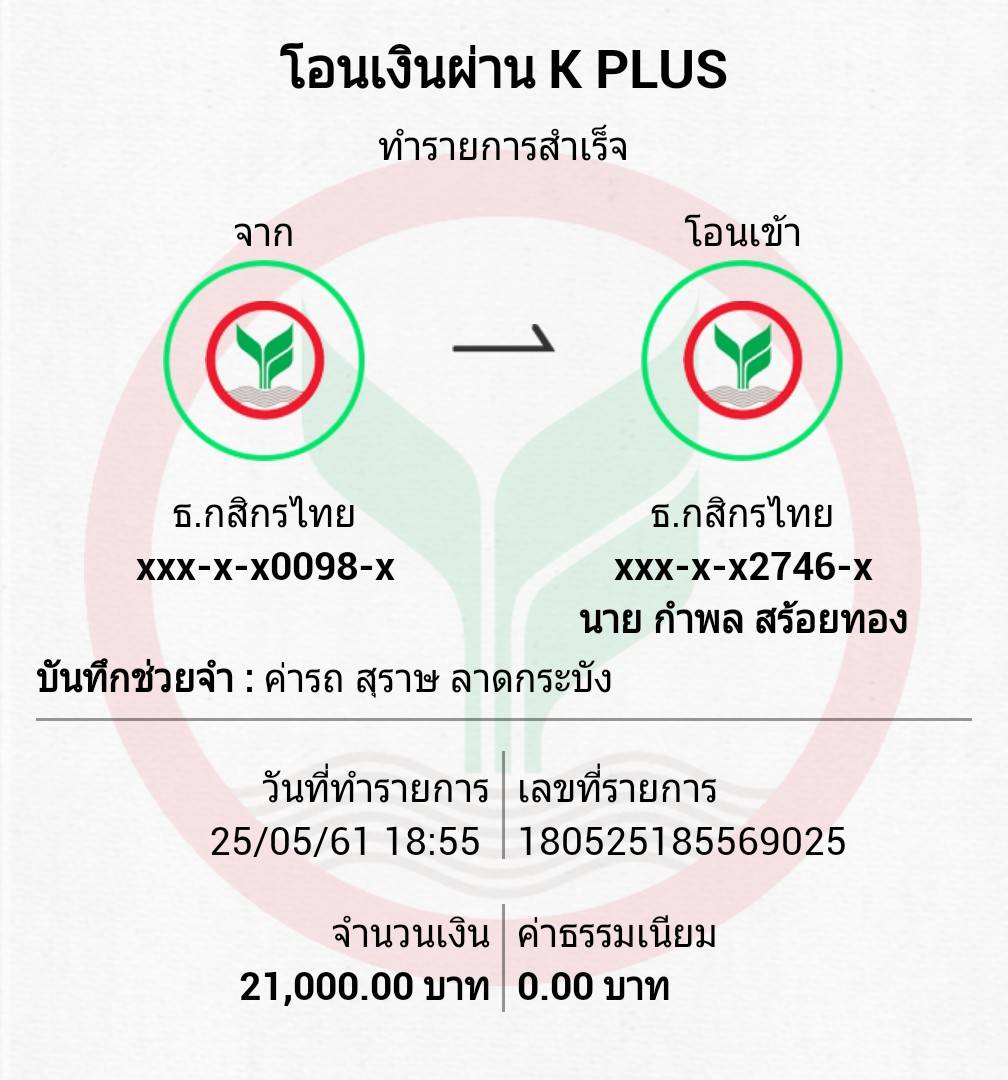 โอนเงินผ่าน K PLUS
ทำรายการสำเร็จ
จาก
โอนเข้า
ธ.กสิกรไทย
xxx-x-x0098-x
ธ.กสิกรไทย
xxx-x-x2746-x
นาย กำพล สร้อยทอง
บันทึกช่วยจำ : ค่ารถ สุราษ ลาดกระบัง
วันที่ทำรายการ
25/05/61 18:55
เลขที่รายการ
180525185569025
จำนวนเงิน
21,000.00 บาท
ค่าธรรมเนียม
0.00 บาท